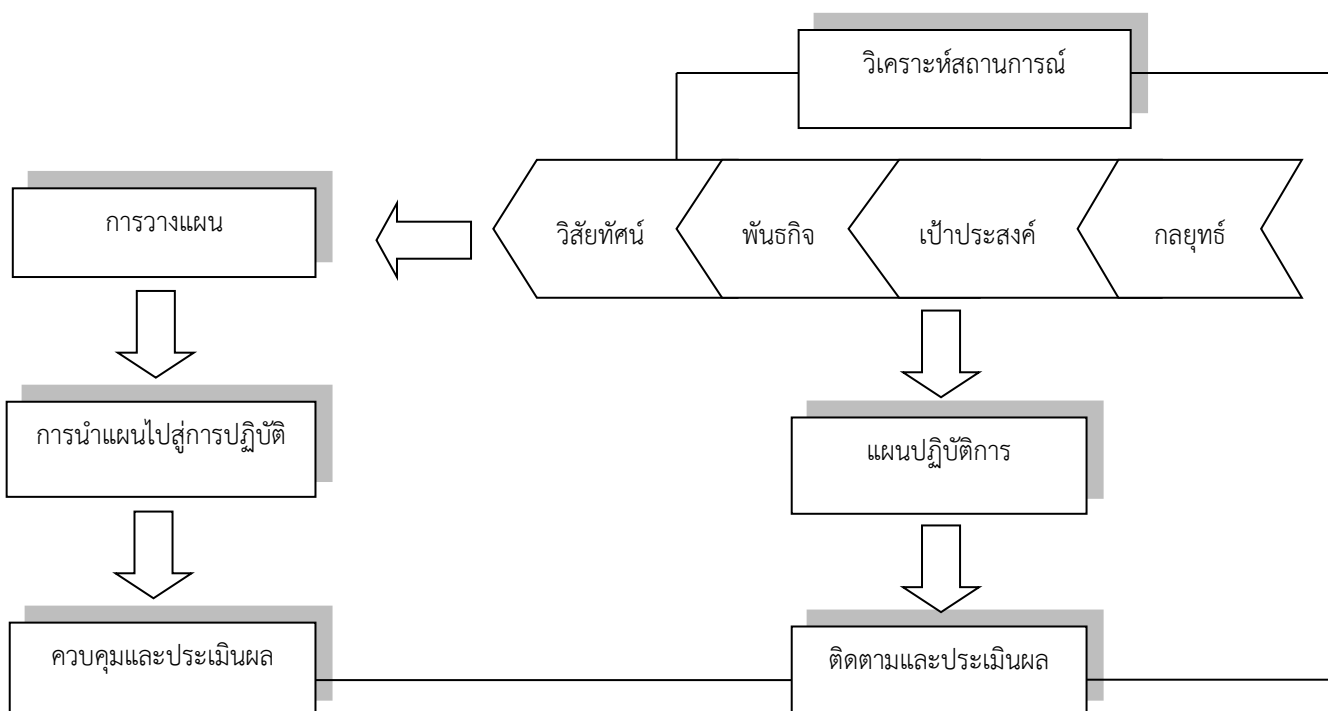 วิเคราะห์สถานการณ์
การวางแผน
วิสัยทัศน์
พันธกิจ
เป้าประสงค์
กลยุทธ์
การนำแผนไปสู่การปฏิบัติ
แผนปฏิบัติการ
ควบคุมและประเมินผล
ติดตามและประเมินผล